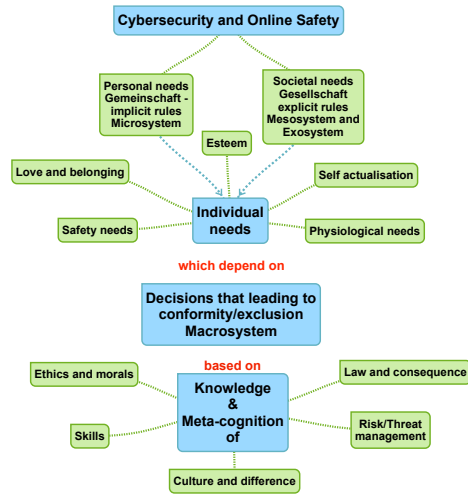 Cybersecurity and Online Safety
Personal needs
Gemeinschaft -
implicit rules
Microsystem
Societal needs
Gesellschaft
explicit rules
Mesosystem and
Exosystem
Esteem
Love and belonging
Self actualisation
Individual
needs
Safety needs
Physiological needs
which depend on
Decisions that leading to
conformity/exclusion
Macrosystem
based on
Ethics and morals
Law and consequence
Knowledge
&
Meta-cognition
of
Skills
Risk/Threat
management
Culture and difference